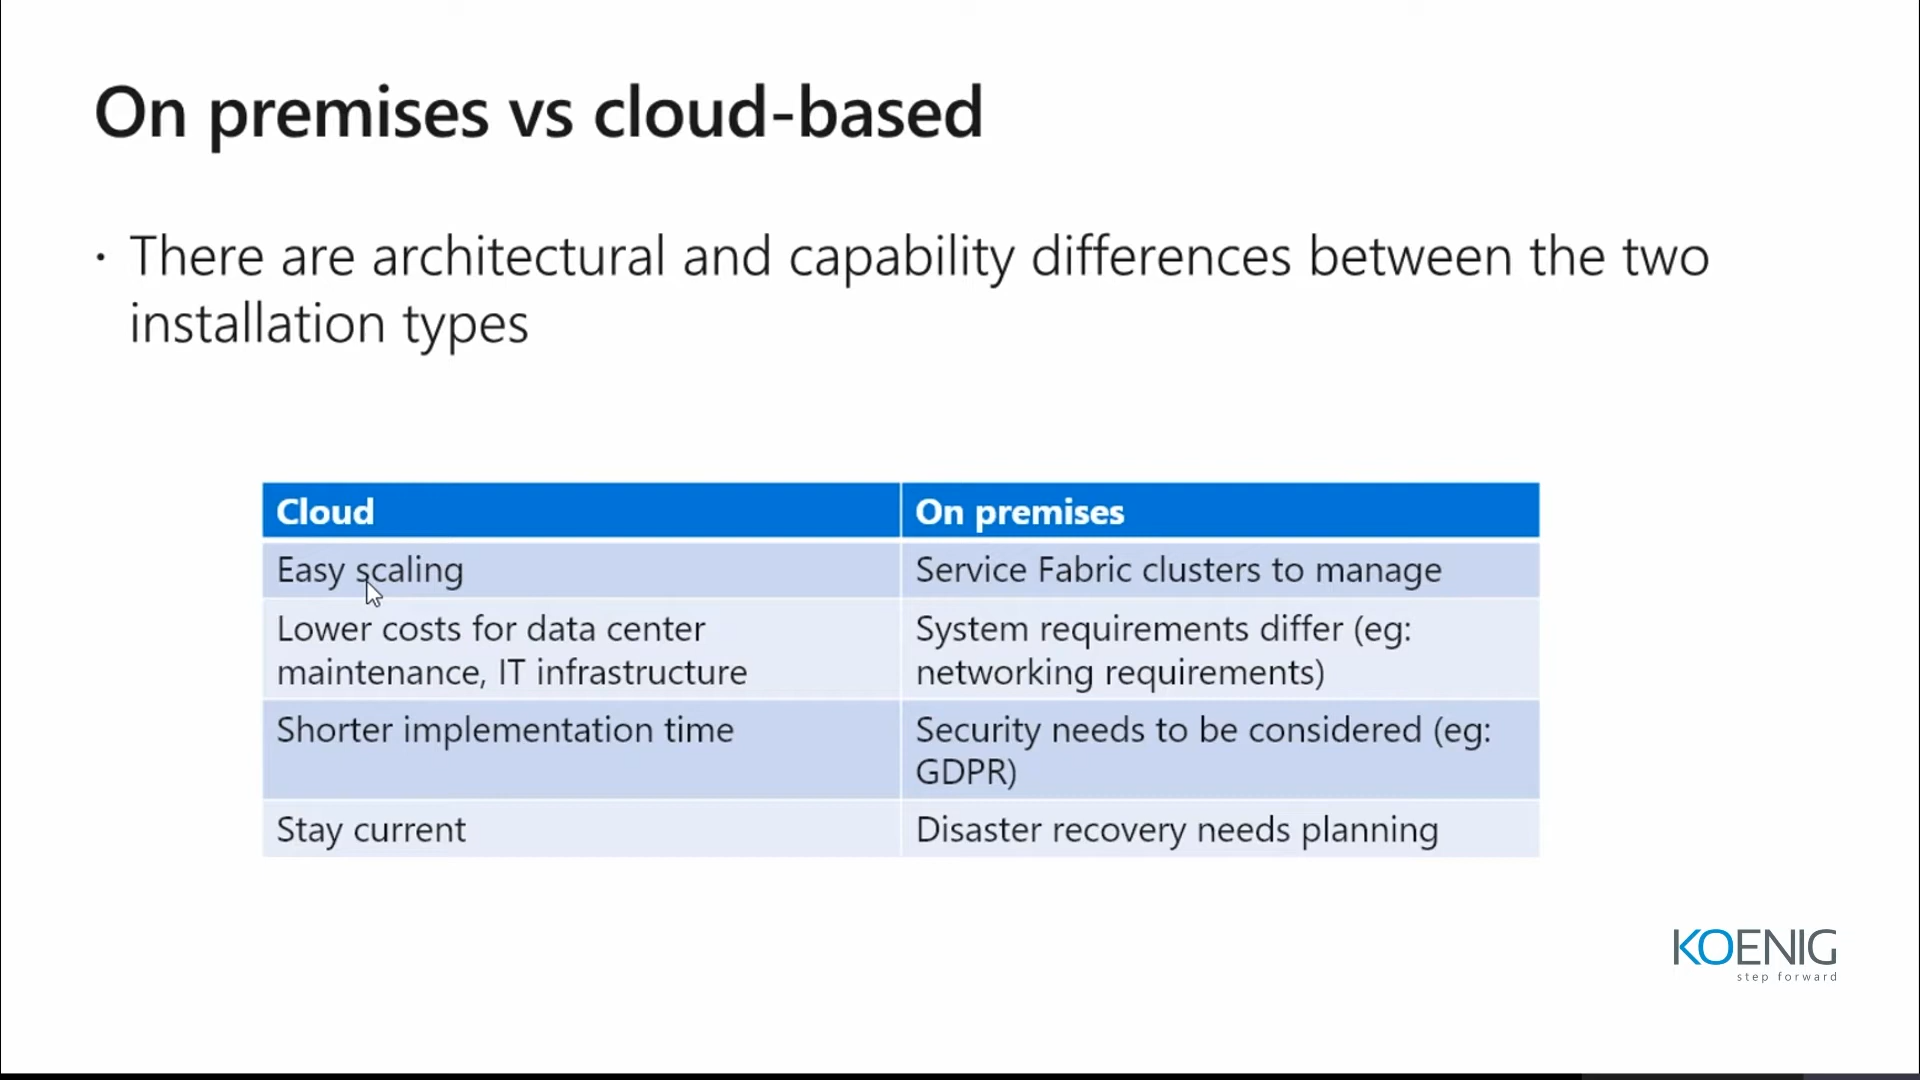 On premises vs cloud-based
· There are architectural and capability differences between the two
installation types
Cloud
On premises
Easy scaling
Service Fabric clusters to manage
Lower costs for data center
maintenance, IT infrastructure
System requirements differ (eg:
networking requirements)
Shorter implementation time
Security needs to be considered (eg:
GDPR)
Stay current
Disaster recovery needs planning
KOENIG
step forward